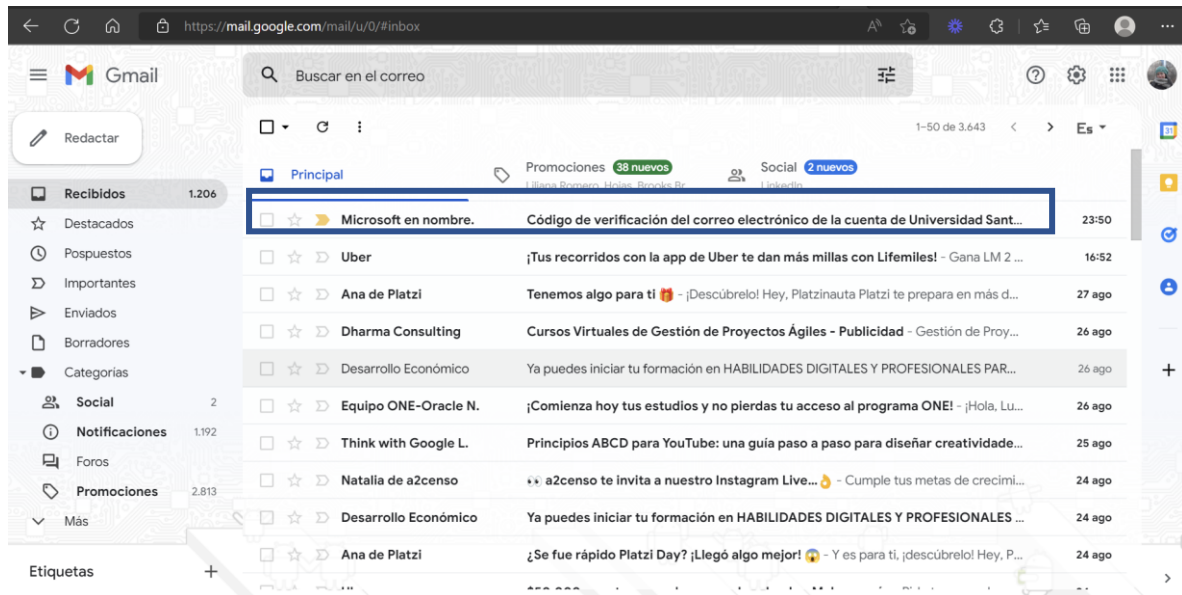 https://mail.google.com/mail/u/0/#inbox
Gmail
Buscar en el correo
Redactar
1–50 de 3.643
Es
Principal
Promociones 38 nuevos
Liliana Romero, Hojas, Brooks Br
Social 2 nuevos
LinkedIn
Recibidos 1.206
Destacados
Pospuestos
Importantes
Enviados
Borradores
Categorías
Social 2
Notificaciones 1.192
Foros
Promociones 2.813
Más
Etiquetas
Microsoft en nombre. Código de verificación del correo electrónico de la cuenta de Universidad Sant... 23:50
Uber ¡Tus recorridos con la app de Uber te dan más millas con Lifemiles! - Gana LM 2 ... 16:52
Ana de Platzi Tenemos algo para ti 🎁 - ¡Descúbrelo! Hey, Platzinauta Platzi te prepara en más d... 27 ago
Dharma Consulting Cursos Virtuales de Gestión de Proyectos Ágiles - Publicidad - Gestión de Proy... 26 ago
Desarrollo Económico Ya puedes iniciar tu formación en HABILIDADES DIGITALES Y PROFESIONALES PAR... 26 ago
Equipo ONE-Oracle N. ¡Comienza hoy tus estudios y no pierdas tu acceso al programa ONE! - ¡Hola, Lu... 26 ago
Think with Google L. Principios ABCD para YouTube: una guía paso a paso para diseñar creatividade... 25 ago
Natalia de a2censo 👀 a2censo te invita a nuestro Instagram Live...👌 - Cumple tus metas de crecimi... 24 ago
Desarrollo Económico Ya puedes iniciar tu formación en HABILIDADES DIGITALES Y PROFESIONALES ... 24 ago
Ana de Platzi ¿Se fue rápido Platzi Day? ¡Llegó algo mejor! 😱 - Y es para ti, ¡descúbrelo! Hey, P... 24 ago
31